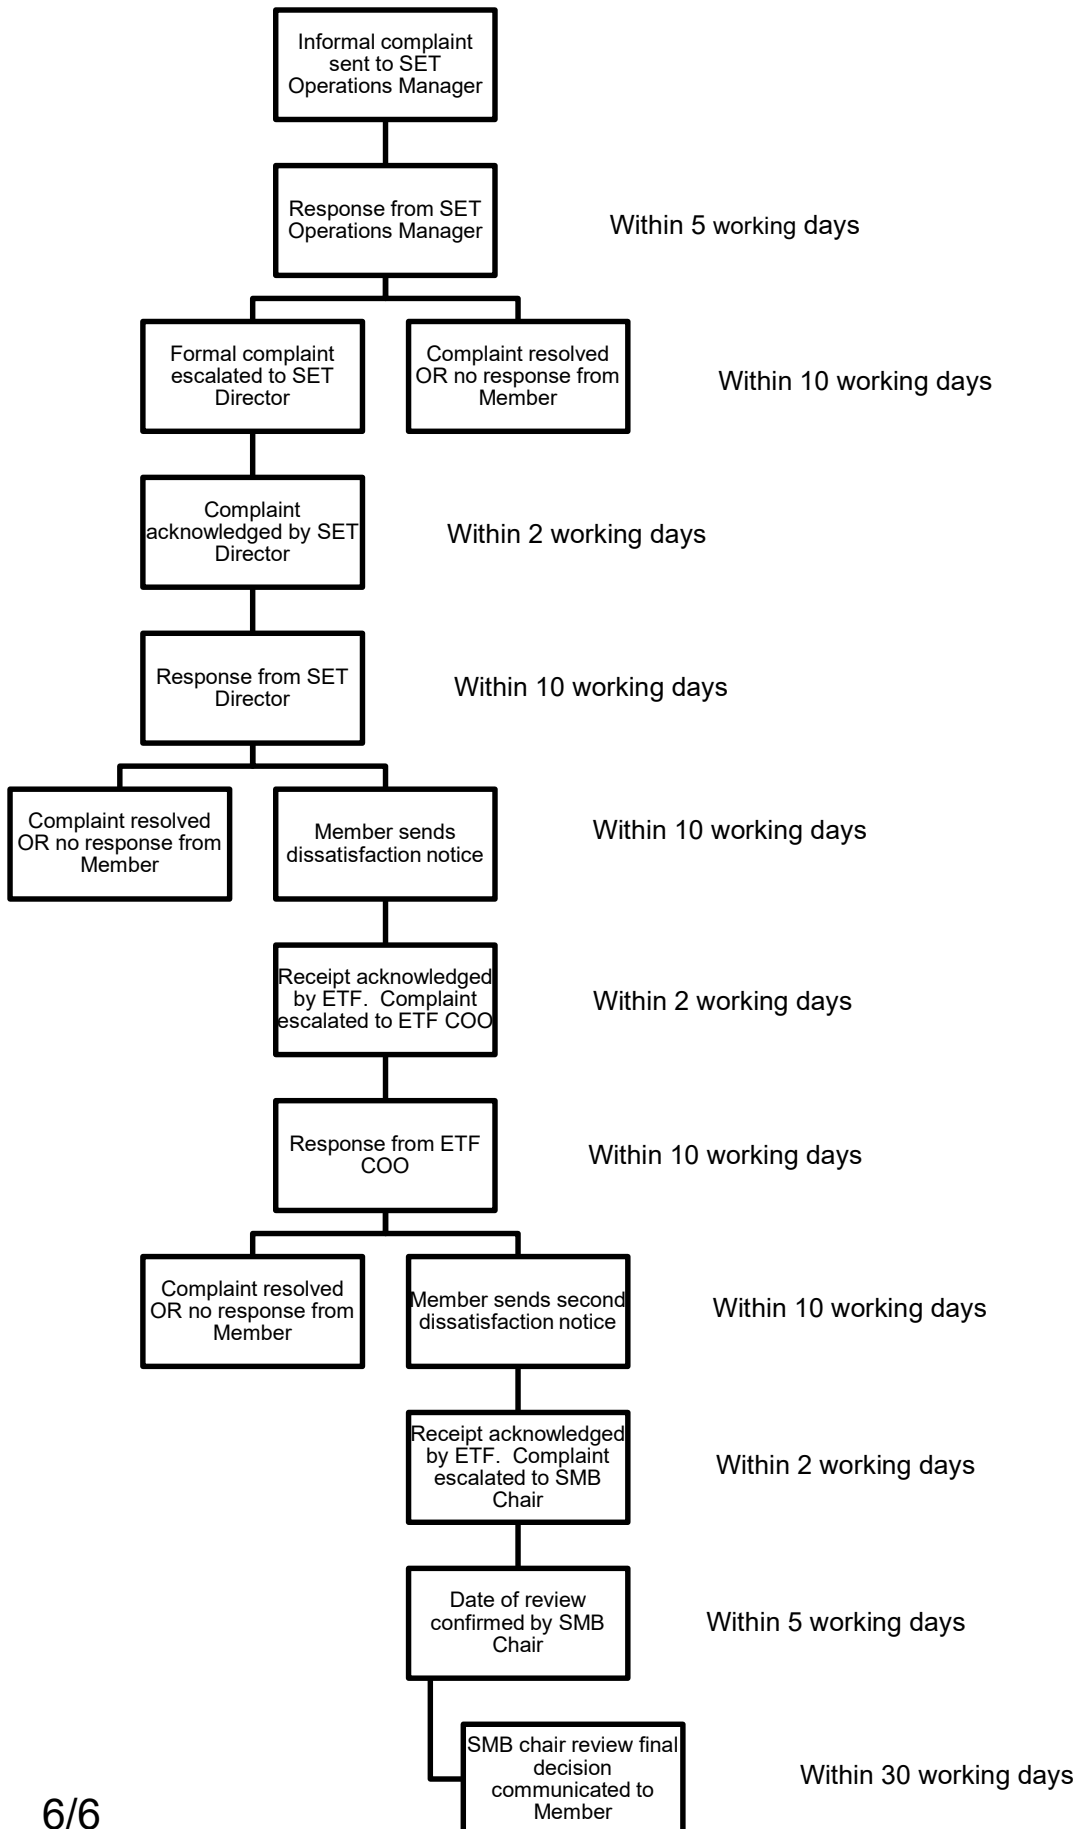 Informal complaint
sent to SET
Operations Manager
Response from SET
Operations Manager
Within 5 working days
Formal complaint
escalated to SET
Director
Complaint resolved
OR no response from
Member
Within 10 working days
Complaint
acknowledged by SET
Director
Within 2 working days
Response from SET
Director
Within 10 working days
Complaint resolved
OR no response from
Member
Member sends
dissatisfaction notice
Within 10 working days
Receipt acknowledged
by ETF.  Complaint
escalated to ETF COO
Within 2 working days
Response from ETF
COO
Within 10 working days
Complaint resolved
OR no response from
Member
Member sends second
dissatisfaction notice
Within 10 working days
Receipt acknowledged
by ETF.  Complaint
escalated to SMB
Chair
Within 2 working days
Date of review
confirmed by SMB
Chair
Within 5 working days
SMB chair review final
decision
communicated to
Member
Within 30 working days
6/6